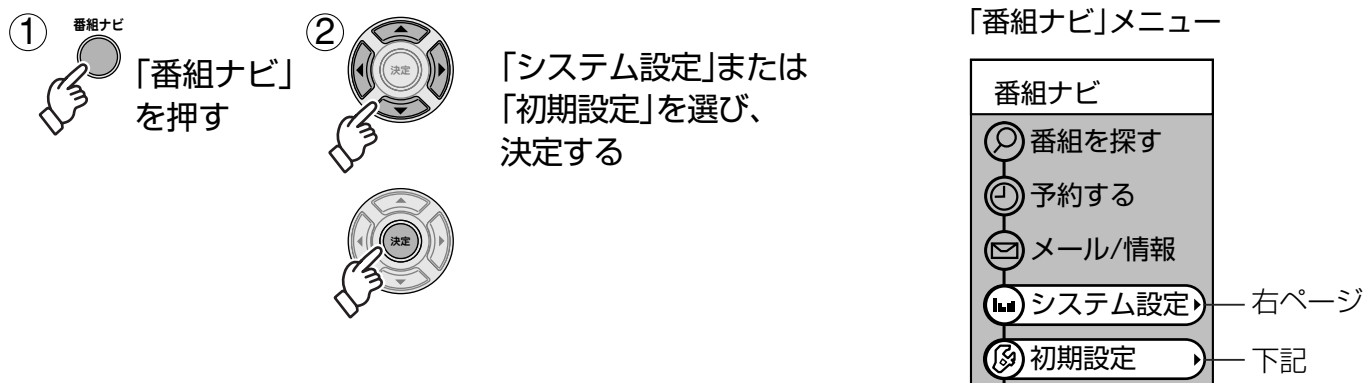 ①
番組ナビ
「番組ナビ」
を押す
②
決定
「システム設定」または
「初期設定」を選び、
決定する
決定
「番組ナビ」メニュー
番組ナビ
番組を探す
予約する
メール/情報
システム設定
右ページ
初期設定
下記